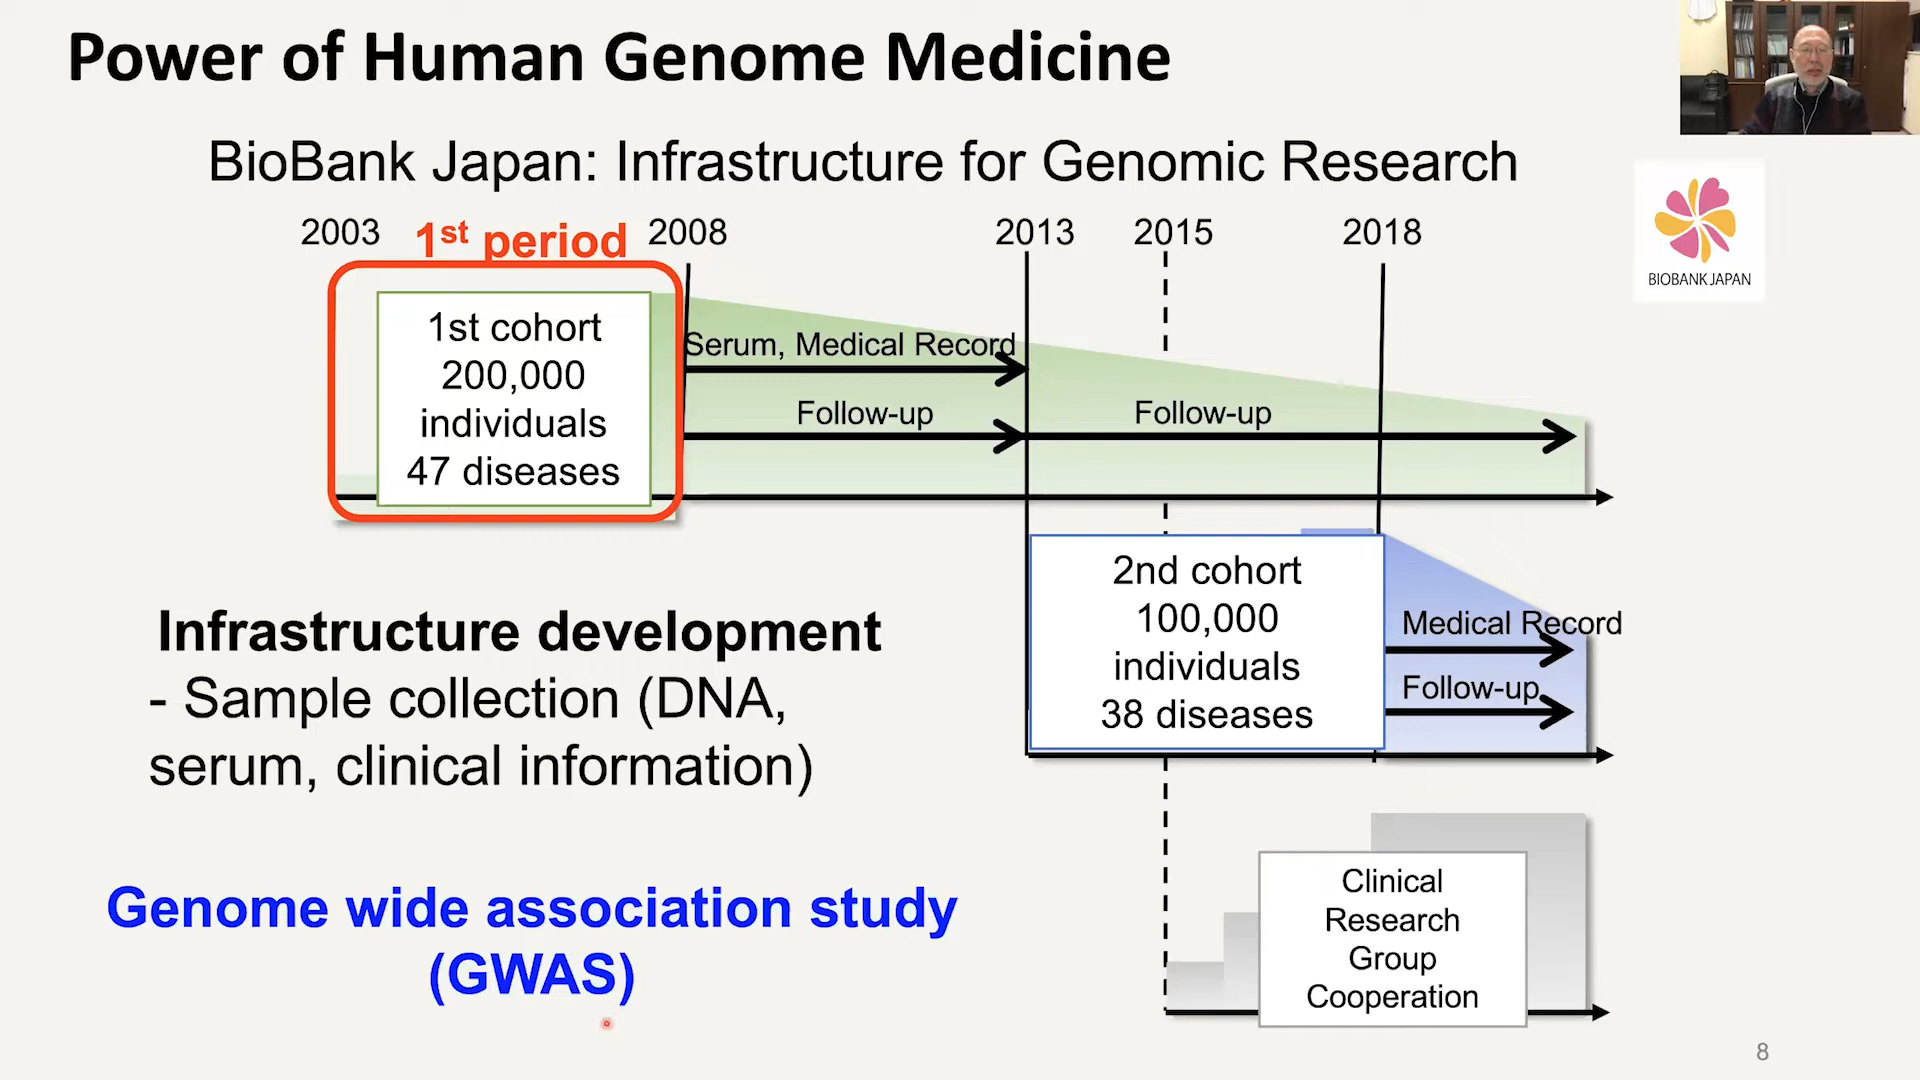 Power of Human Genome Medicine
BioBank Japan: Infrastructure for Genomic Research
2003 1st period 2008 2013 2015 2018
BIOBANK JAPAN
1st cohort
200,000
individuals
47 diseases
Serum, Medical Record
Follow-up
Follow-up
2nd cohort
100,000
individuals
38 diseases
Medical Record
Follow-up
Infrastructure development
- Sample collection (DNA,
serum, clinical information)
Genome wide association study
(GWAS)
Clinical
Research
Group
Cooperation
8